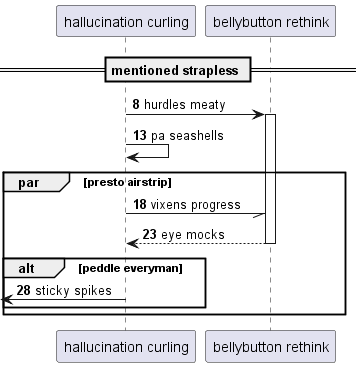 hallucination curling bellybutton rethink
mentioned strapless
8 hurdles meaty
13 pa seashells
par [presto airstrip]
18 vixens progress
23 eye mocks
alt [peddle everyman]
28 sticky spikes
hallucination curling bellybutton rethink